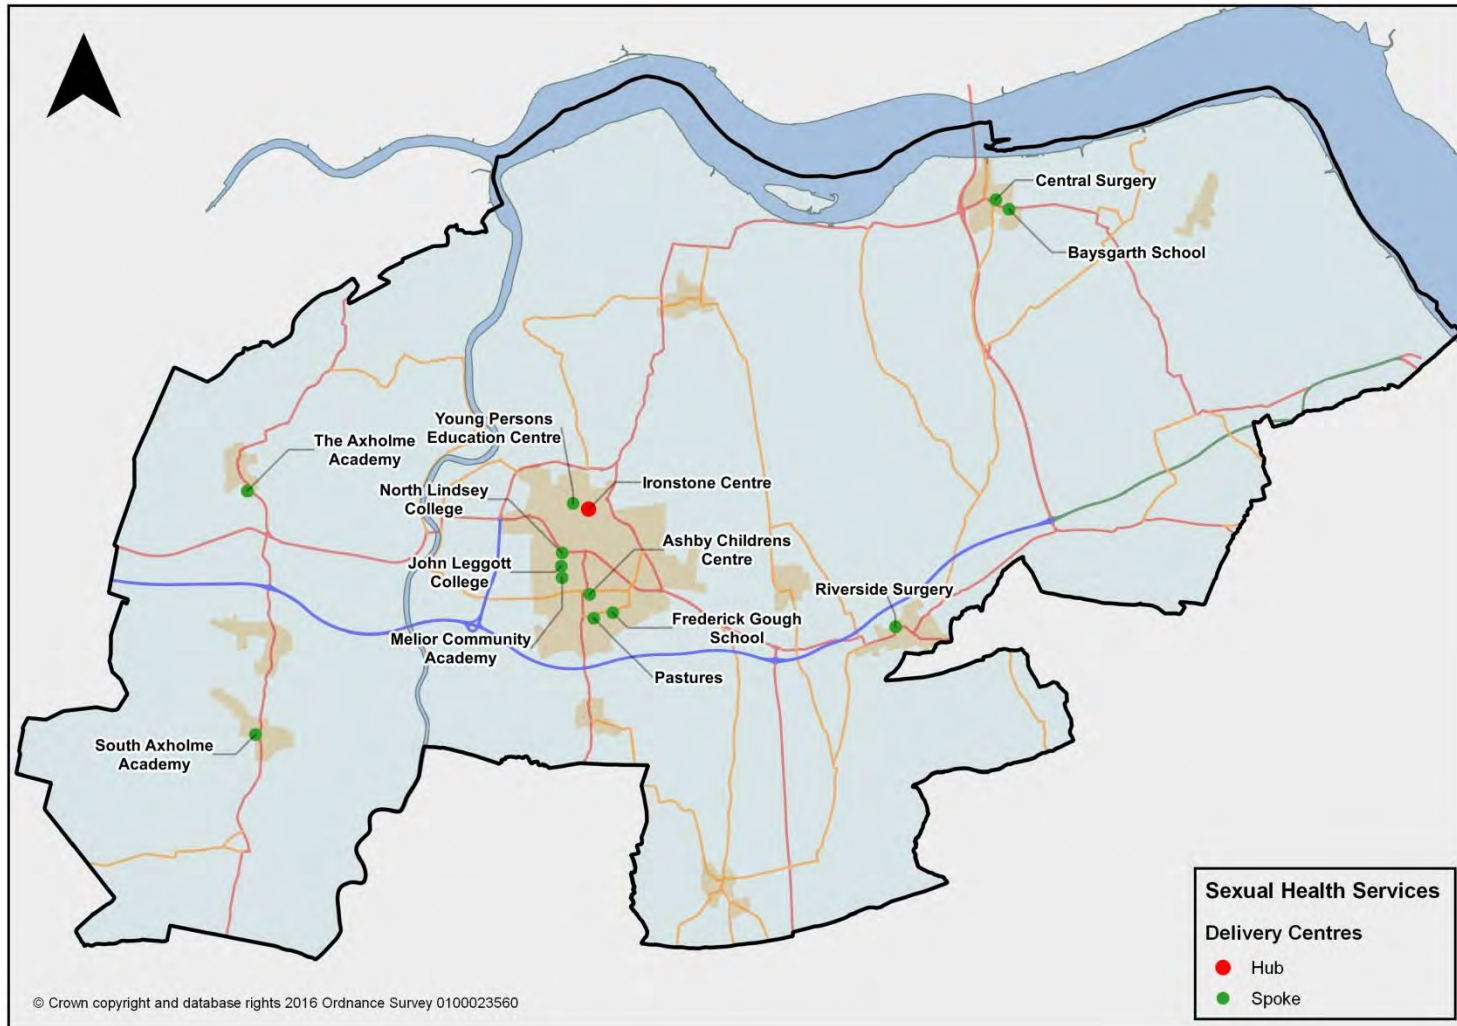 Central Surgery
Baysgarth School
Young Persons
Education Centre
The Axholme
Academy
Ironstone Centre
North Lindsey
College
Ashby Childrens
Centre
John Leggott
College
Riverside Surgery
Frederick Gough
School
Melior Community
Academy
Pastures
South Axholme
Academy
Sexual Health Services
Delivery Centres
Hub
Spoke
© Crown copyright and database rights 2016 Ordnance Survey 0100023560